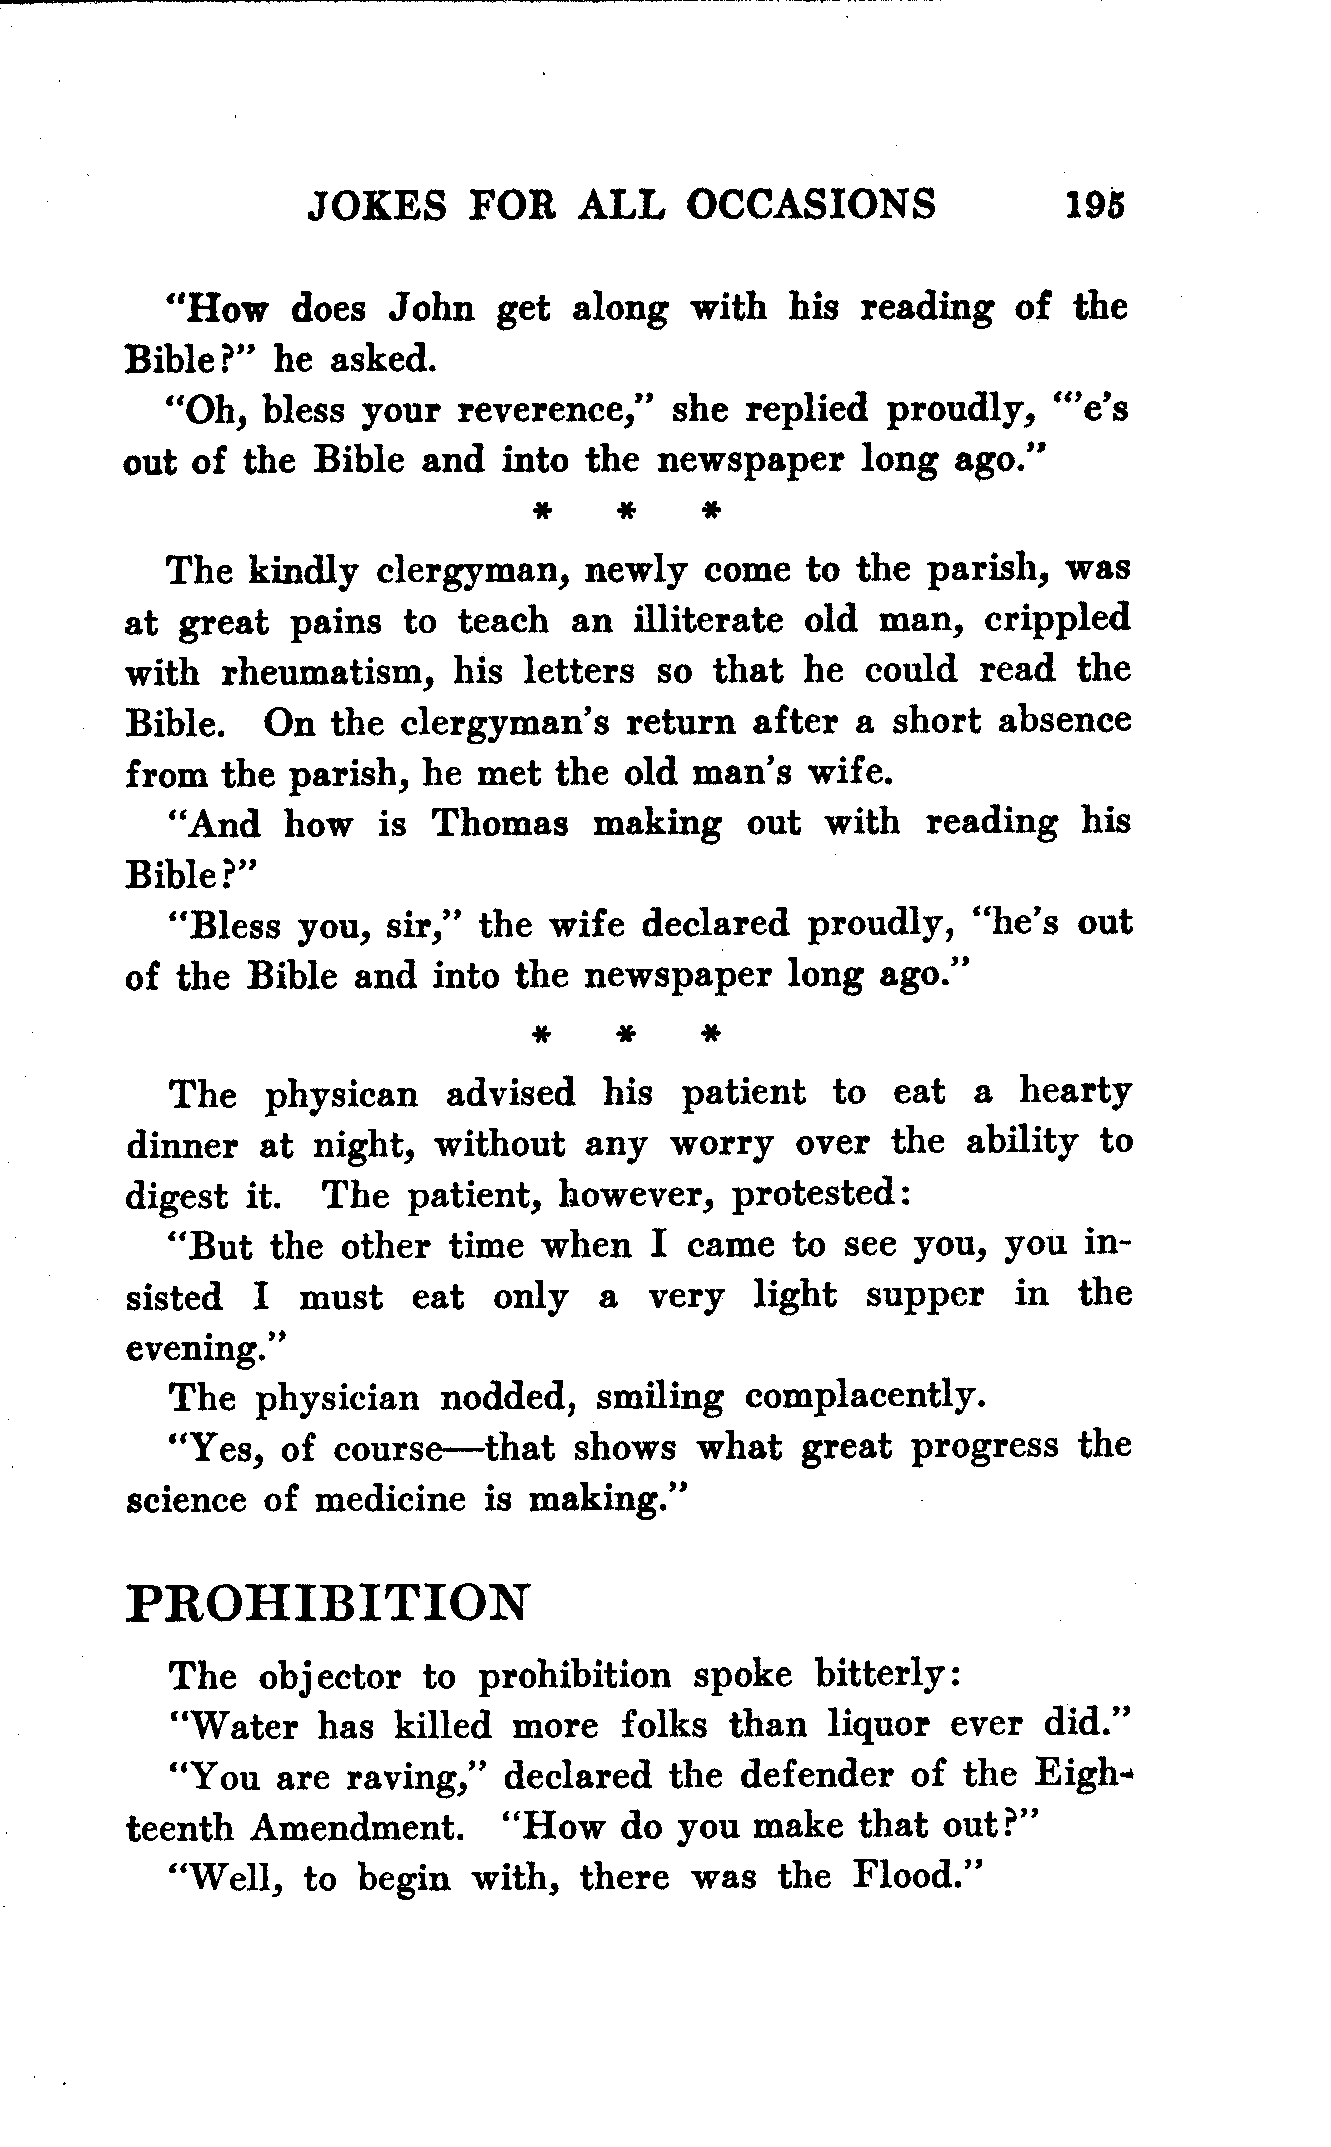 JOKES FOR ALL OCCASIONS 195
"How does John get along with his reading of the
Bible?" he asked.
"Oh, bless your reverence," she replied proudly, "'e's
out of the Bible and into the newspaper long ago."
* * *
The kindly clergyman, newly come to the parish, was
at great pains to teach an illiterate old man, crippled
with rheumatism, his letters so that he could read the
Bible. On the clergyman's return after a short absence
from the parish, he met the old man's wife.
"And how is Thomas making out with reading his
Bible?"
"Bless you, sir," the wife declared proudly, "he's out
of the Bible and into the newspaper long ago."
* * *
The physican advised his patient to eat a hearty
dinner at night, without any worry over the ability to
digest it. The patient, however, protested:
"But the other time when I came to see you, you in-
sisted I must eat only a very light supper in the
evening."
The physician nodded, smiling complacently.
"Yes, of course—that shows what great progress the
science of medicine is making."
PROHIBITION
The objector to prohibition spoke bitterly:
"Water has killed more folks than liquor ever did."
"You are raving," declared the defender of the Eigh-
teenth Amendment. "How do you make that out?"
"Well, to begin with, there was the Flood."